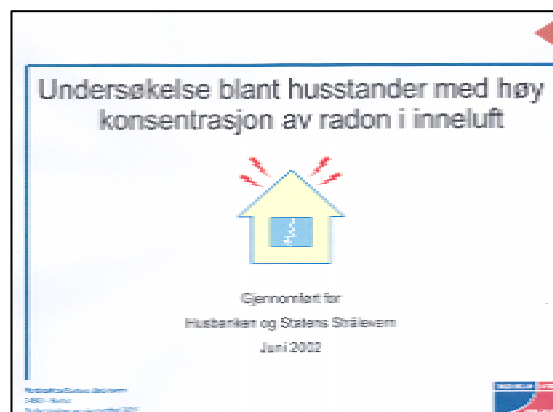 Undersøkelse blant husstander med høy
konsentrasjon av radon i inneluft
Gjennomført for
Husbanken og Statens Strålevern
Juni 2002